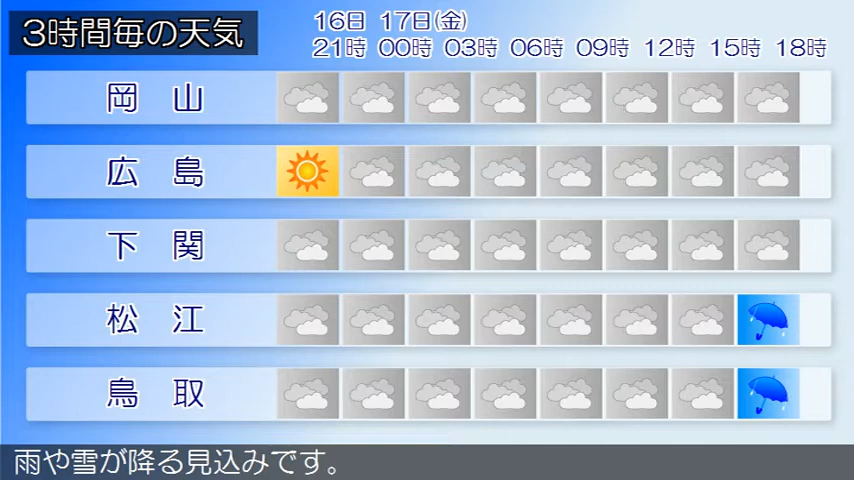 3時間毎の天気
16日 17日(金)
21時 00時 03時 06時 09時 12時 15時 18時
岡 山
広 島
下 関
松 江
鳥 取
雨や雪が降る見込みです。